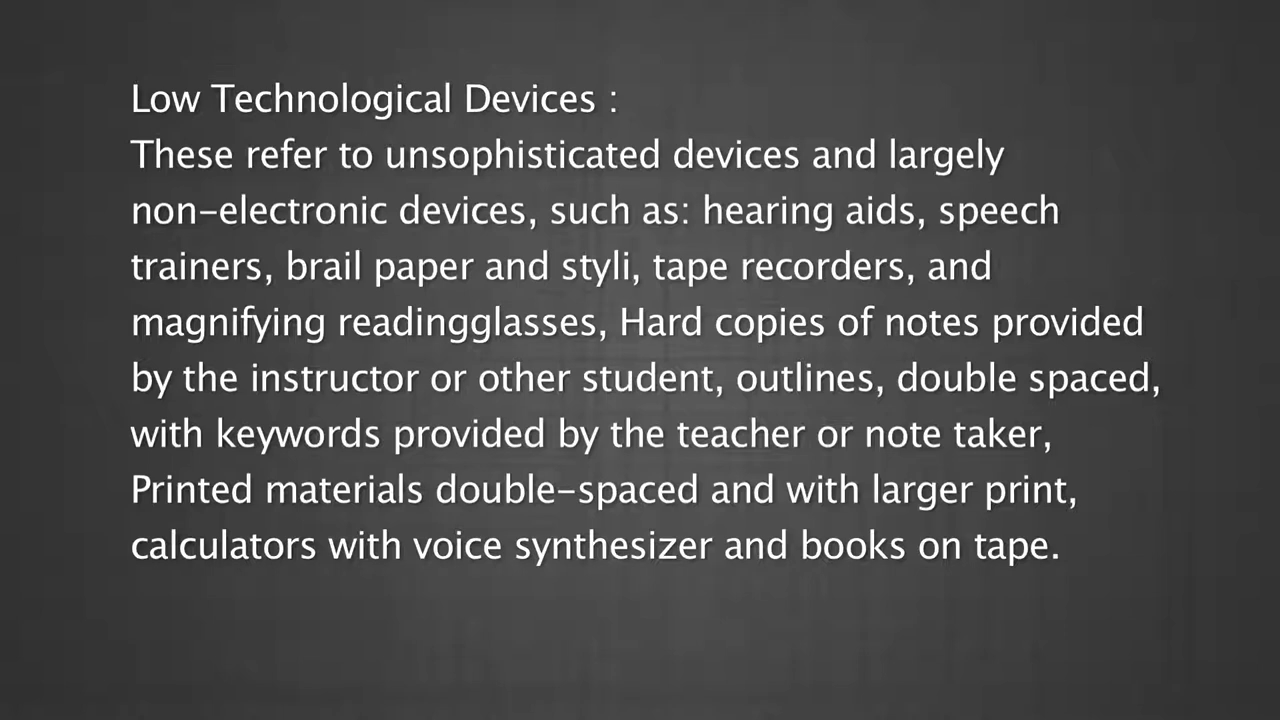 Low Technological Devices :
These refer to unsophisticated devices and largely
non-electronic devices, such as: hearing aids, speech
trainers, brail paper and styli, tape recorders, and
magnifying readingglasses, Hard copies of notes provided
by the instructor or other student, outlines, double spaced,
with keywords provided by the teacher or note taker,
Printed materials double-spaced and with larger print,
calculators with voice synthesizer and books on tape.